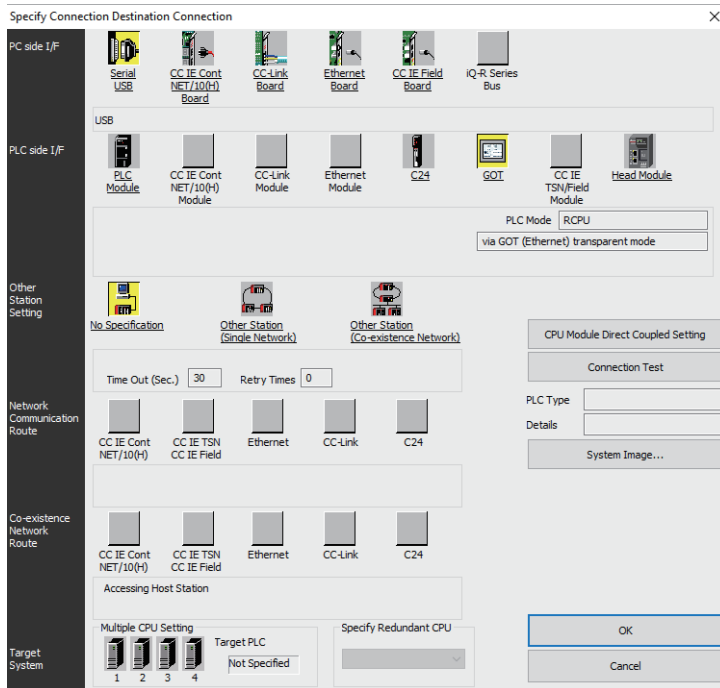 Specify Connection Destination Connection
PC side I/F
Serial
USB
CC IE Cont
NET/10(H)
Board
CC-Link
Board
Ethernet
Board
CC IE Field
Board
iQ-R Series
Bus
USB
PLC side I/F
PLC
Module
CC IE Cont
NET/10(H)
Module
CC-Link
Module
Ethernet
Module
C24
GOT
CC IE
TSN/Field
Module
Head Module
PLC Mode RCPU
via GOT (Ethernet) transparent mode
Other
Station
Setting
No Specification
Other Station
(Single Network)
Other Station
(Co-existence Network)
CPU Module Direct Coupled Setting
Connection Test
Time Out (Sec.) 30 Retry Times 0
PLC Type
Details
System Image...
Network
Communication
Route
CC IE Cont
NET/10(H)
CC IE TSN
CC IE Field
Ethernet
CC-Link
C24
Co-existence
Network
Route
CC IE Cont
NET/10(H)
CC IE TSN
CC IE Field
Ethernet
CC-Link
C24
Accessing Host Station
Target
System
Multiple CPU Setting
1 2 3 4
Target PLC
Not Specified
Specify Redundant CPU
OK
Cancel